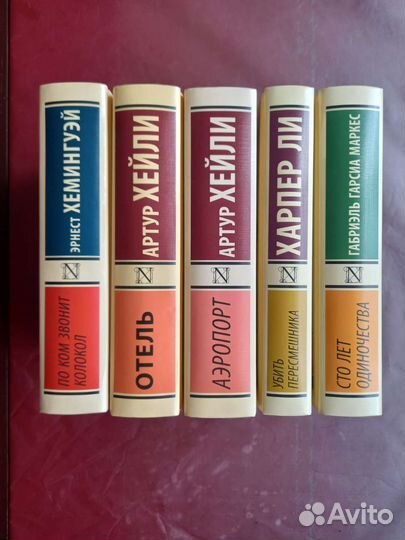 ЭРНЕСТ ХЕМИНГУЭЙ
ПО КОМ ЗВОНИТ
КОЛОКОЛ
АРТУР ХЕЙЛИ
ОТЕЛЬ
АРТУР ХЕЙЛИ
АЭРОПОРТ
ХАРПЕР ЛИ
УБИТЬ
ПЕРЕСМЕШНИКА
ГАБРИЭЛЬ ГАРСИА МАРКЕС
СТО ЛЕТ
ОДИНОЧЕСТВА
Avito